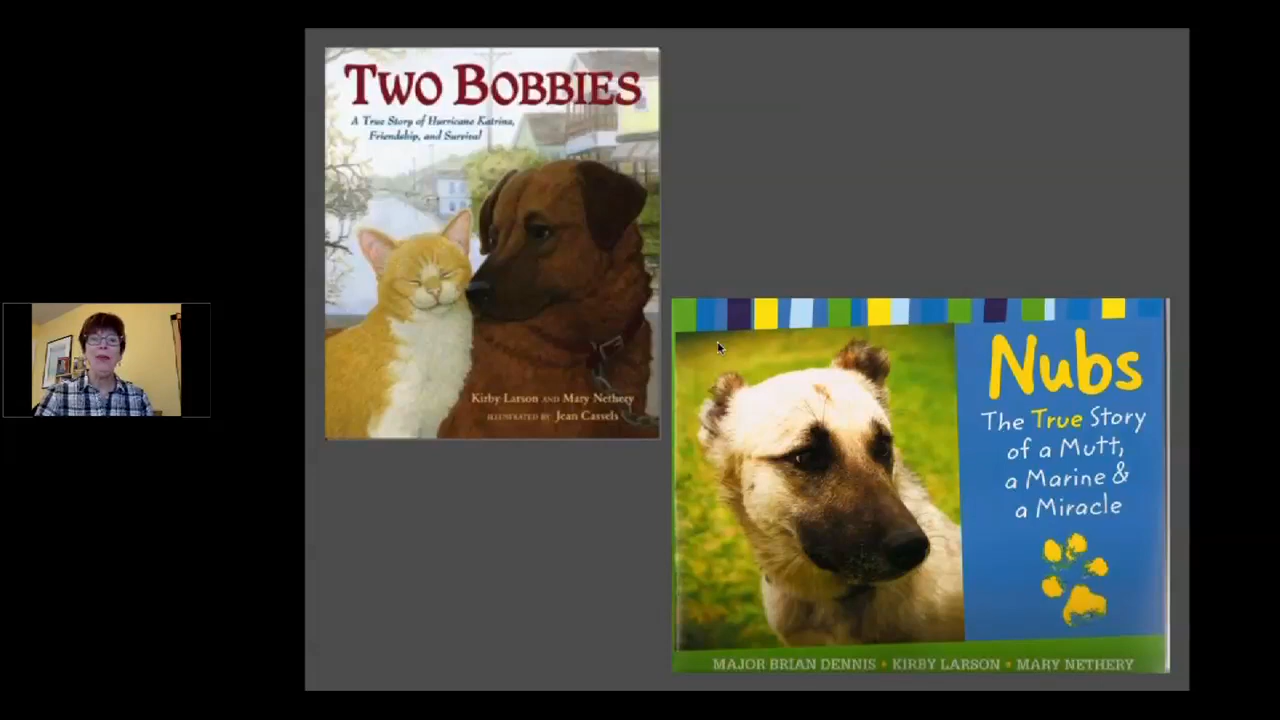 TWO BOBBIES
A True Story of Hurricane Katrina,
Friendship, and Survival
Kirby Larson AND Mary Nethery
ILLUSTRATED BY Jean Cassels
Nubs
The True Story
of a Mutt,
a Marine &
a Miracle
MAJOR BRIAN DENNIS • KIRBY LARSON • MARY NETHERY